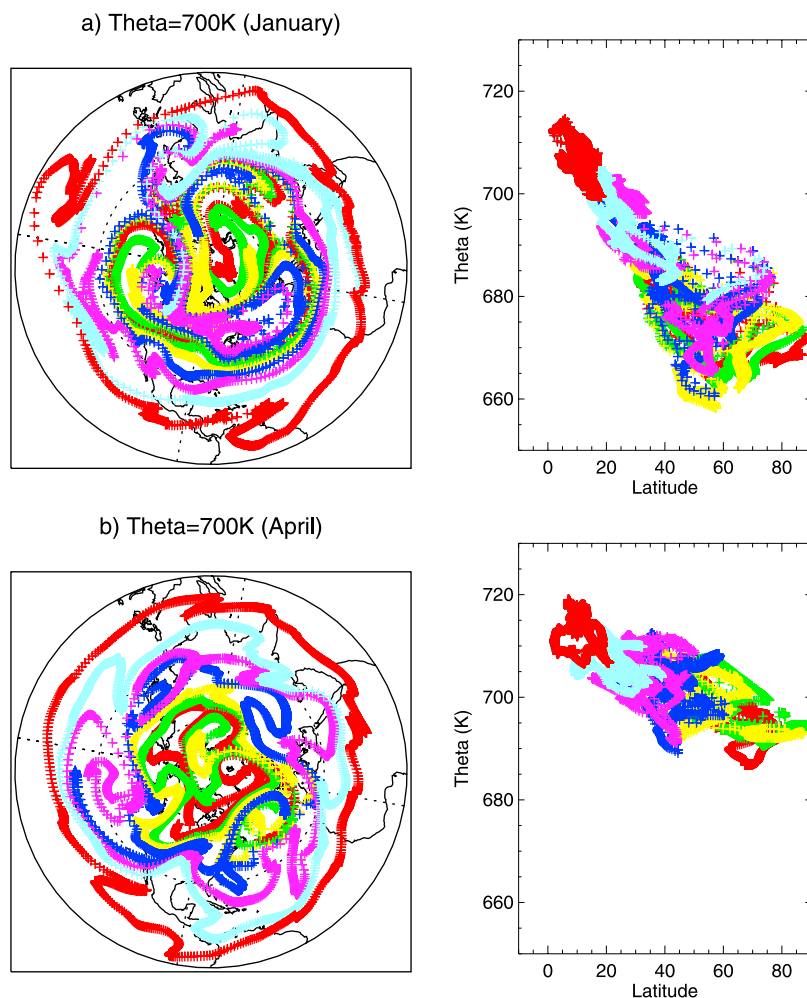 a) Theta=700K (January)
720
700
680
660
Theta (K)
0 20 40 60 80
Latitude
b) Theta=700K (April)
720
700
680
660
Theta (K)
0 20 40 60 80
Latitude